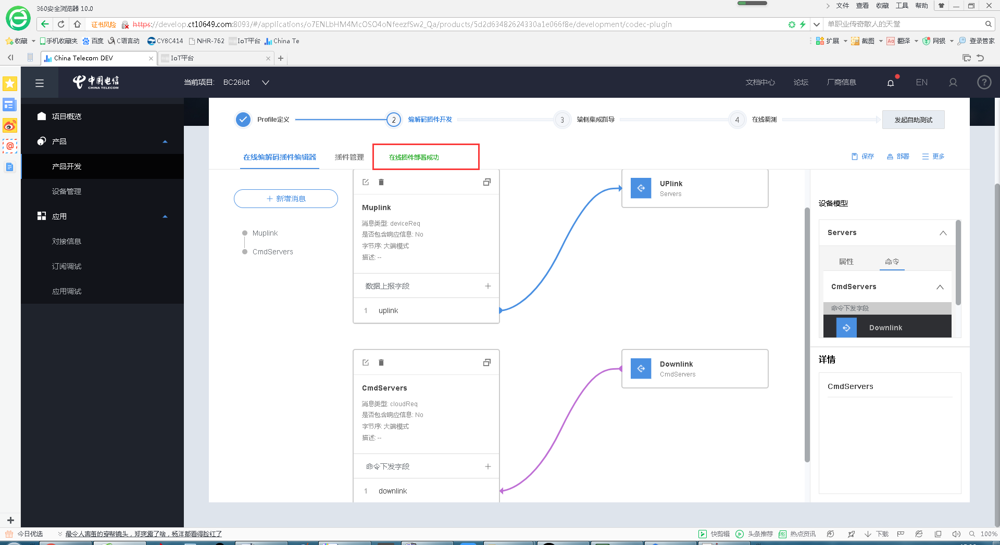 360安全浏览器 10.0
文件 查看 收藏 工具 帮助
证书风险 https://develop.ct10649.com:8093/#/applications/o7ENLbHM4McOSO4oNfeezfSw2_Qa/products/5d2d63482624330a1e066f8e/development/codec-plugin
单职业传奇散人的天堂
收藏 手机收藏夹 百度 C语言动 CY8C414 NHR-762 IoT平台 China Te
扩展 截图 翻译 网银 登录管家
China Telecom DEV
IoT平台
中国电信
CHINA TELECOM
当前项目: BC26iot
文档中心 论坛 厂商信息 EN
项目概览
产品
产品开发
设备管理
应用
对接信息
订阅调试
应用调试
Profile定义
2 编解码插件开发
3 端侧集成指导
4 在线调测
发起自助测试
在线编解码插件编辑器 插件管理 在线插件部署成功
保存 部署 更多
新增消息
Muplink
CmdServers
Muplink
消息类型: deviceReq
是否包含响应信息: No
字节序: 大端模式
描述: --
数据上报字段
1 uplink
UPlink
Servers
CmdServers
消息类型: cloudReq
是否包含响应信息: No
字节序: 大端模式
描述: --
命令下发字段
1 downlink
Downlink
CmdServers
设备模型
Servers
属性 命令
CmdServers
命令下发字段
Downlink
详情
CmdServers
今日优选 最令人害羞的穿帮镜头，郑爽露了啥，杨洋都看得脸红了
快剪辑 头条推荐 热点资讯 下载 100%